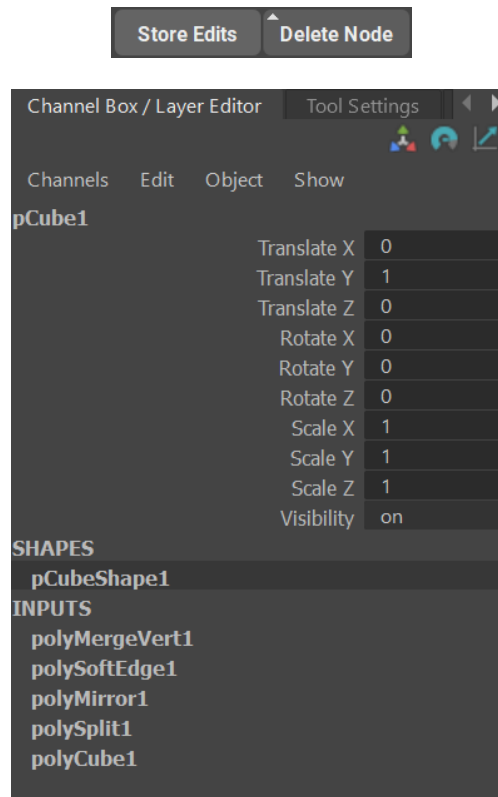 Store Edits Delete Node
Channel Box / Layer Editor Tool Settings
Channels Edit Object Show
pCube1
Translate X 0
Translate Y 1
Translate Z 0
Rotate X 0
Rotate Y 0
Rotate Z 0
Scale X 1
Scale Y 1
Scale Z 1
Visibility on
SHAPES
pCubeShape1
INPUTS
polyMergeVert1
polySoftEdge1
polyMirror1
polySplit1
polyCube1